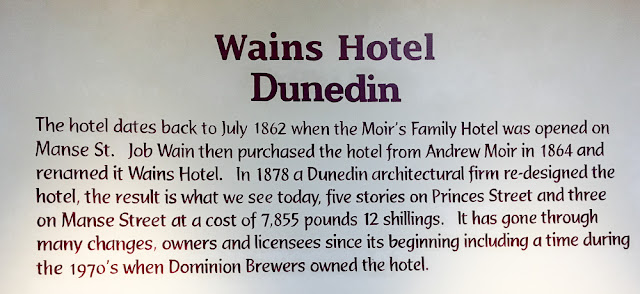 Wains Hotel
Dunedin
The hotel dates back to July 1862 when the Moir's Family Hotel was opened on
Manse St. Job Wain then purchased the hotel from Andrew Moir in 1864 and
renamed it Wains Hotel. In 1878 a Dunedin architectural firm re-designed the
hotel, the result is what we see today, five stories on Princes Street and three
on Manse Street at a cost of 7,855 pounds 12 shillings. It has gone through
many changes, owners and licensees since its beginning including a time during
the 1970's when Dominion Brewers owned the hotel.